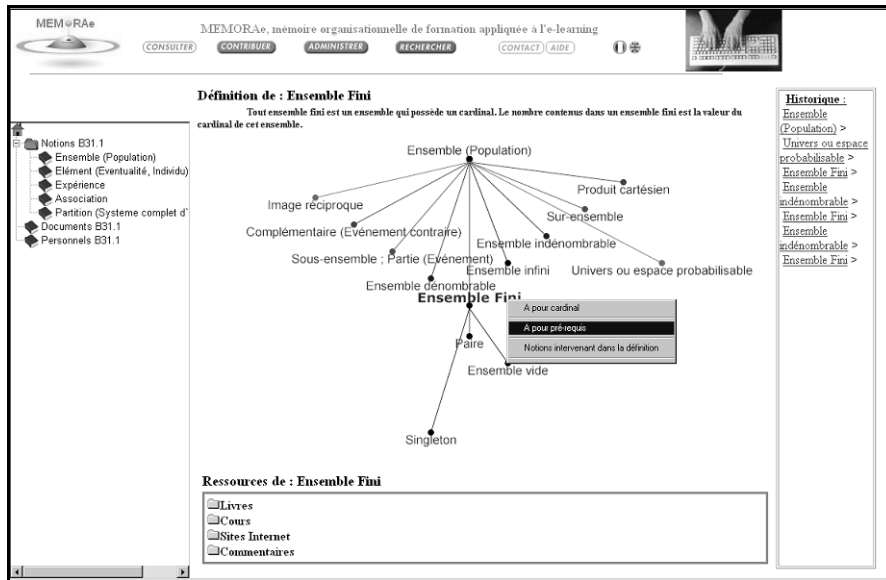 MEMORAe
MEMORAe, mémoire organisationnelle de formation appliquée à l'e-learning
CONSULTER CONTRIBUER ADMINISTRER RECHERCHER CONTACT AIDE
Notions B31.1
Ensemble (Population)
Elément (Eventualité, Individu)
Expérience
Association
Partition (Systeme complet d'
Documents B31.1
Personnels B31.1
Définition de : Ensemble Fini
Tout ensemble fini est un ensemble qui possède un cardinal. Le nombre contenus dans un ensemble fini est la valeur du
cardinal de cet ensemble.
Ensemble (Population)
Produit cartésien
Image réciproque
Sur-ensemble
Complémentaire (Evénement contraire)
Ensemble indénombrable
Sous-ensemble ; Partie (Evénement)
Ensemble infini
Univers ou espace probabilisable
Ensemble dénombrable
Ensemble Fini
A pour cardinal
A pour pré-requis
Notions intervenant dans la définition
Paire
Ensemble vide
Singleton
Ressources de : Ensemble Fini
Livres
Cours
Sites Internet
Commentaires
Historique :
Ensemble
(Population) >
Univers ou espace
probabilisable >
Ensemble Fini >
Ensemble
indénombrable >
Ensemble Fini >
Ensemble
indénombrable >
Ensemble Fini >